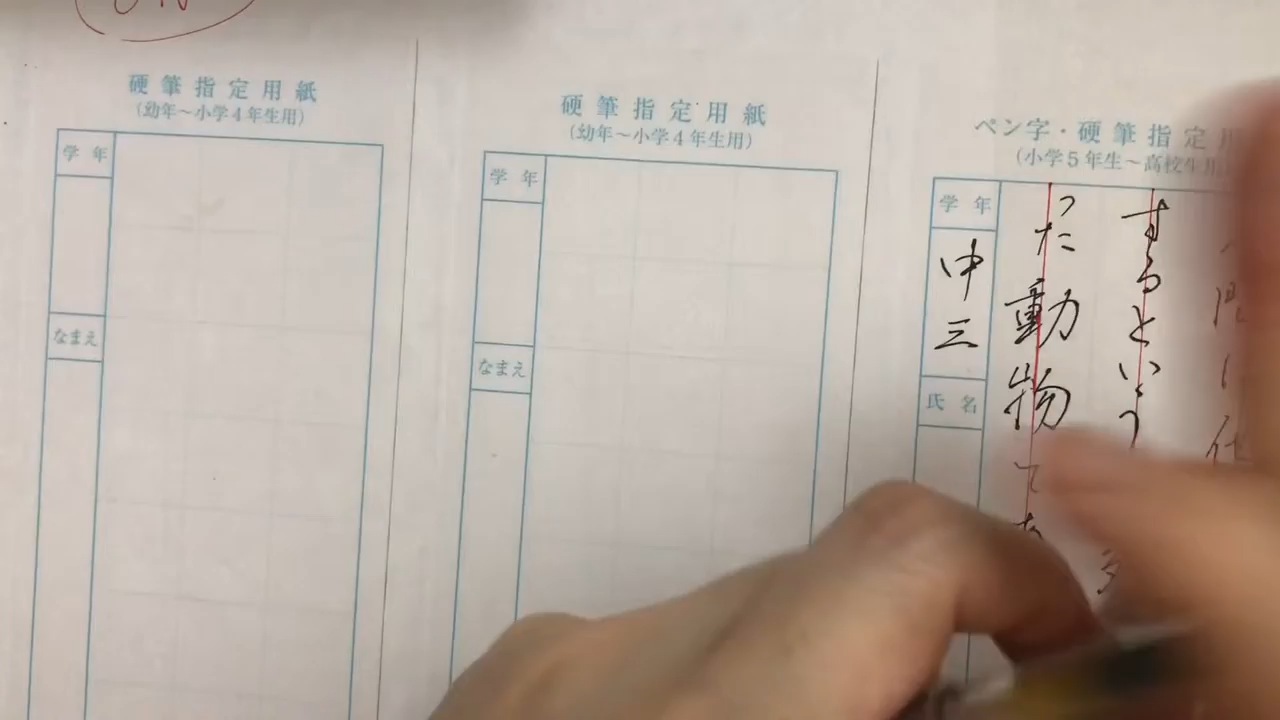 硬筆指定用紙
(幼年～小学4年生用)
学年
なまえ
硬筆指定用紙
(幼年～小学4年生用)
学年
なまえ
ペン字・硬筆指定
(小学5年生～高校生用
するという
った動物
学年
中三
氏名